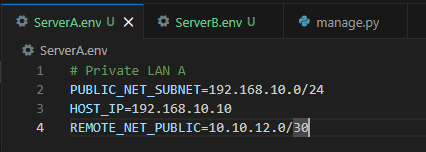 ServerA.env U ServerB.env U manage.py
ServerA.env
1 # Private LAN A
2 PUBLIC_NET_SUBNET=192.168.10.0/24
3 HOST_IP=192.168.10.10
4 REMOTE_NET_PUBLIC=10.10.12.0/30